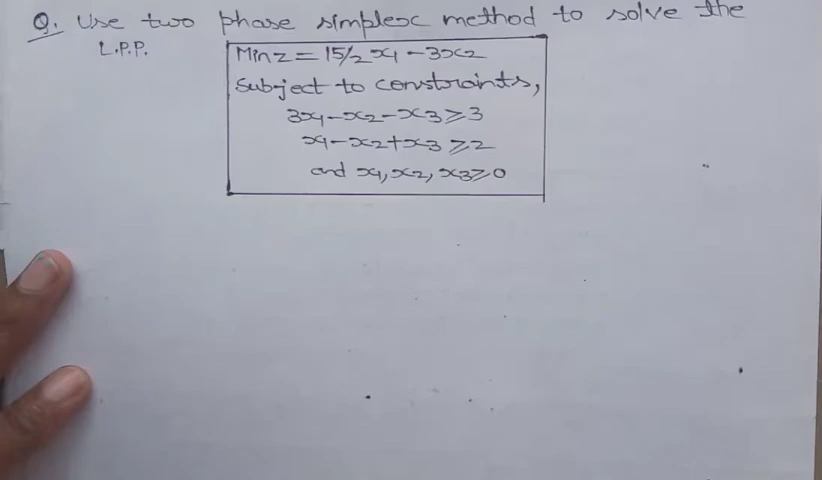 Q. Use two phase simplex method to solve the
L.P.P.
Min z = 15/2 x1 - 3x2
Subject to constraints,
3x1 - x2 - x3 ≥ 3
x1 - x2 + x3 ≥ 2
and x1, x2, x3 ≥ 0